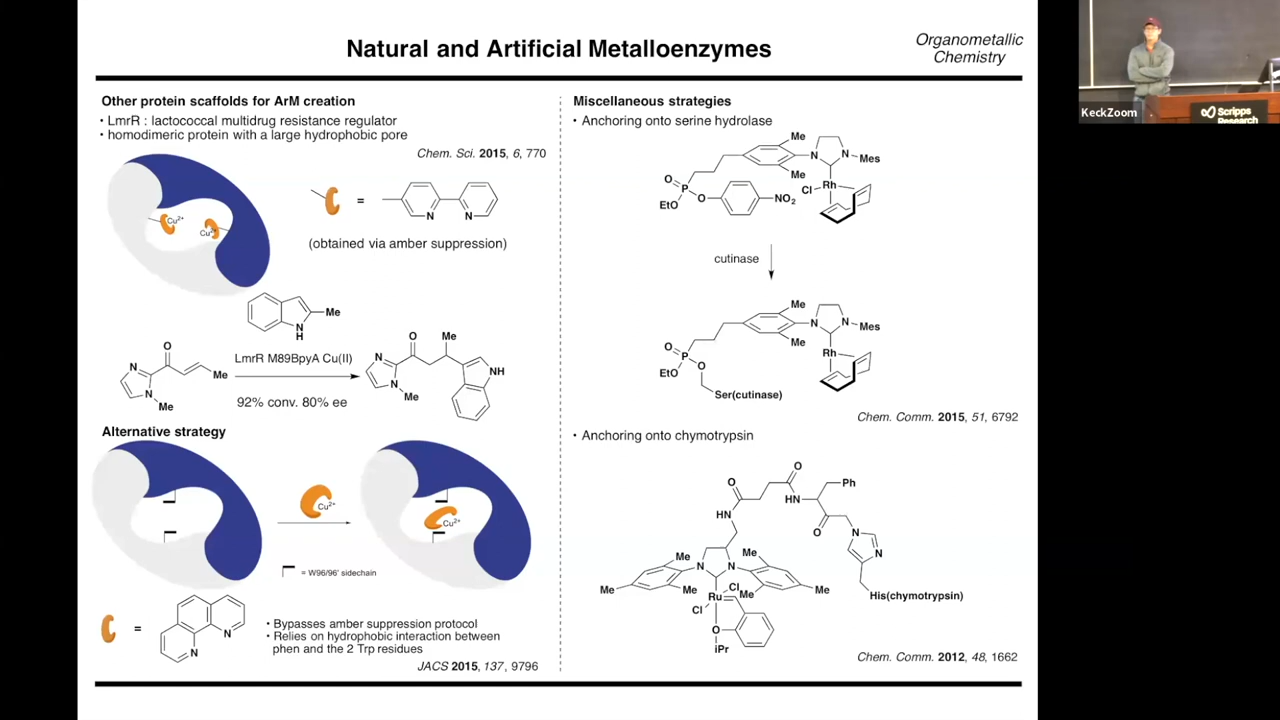 Natural and Artificial Metalloenzymes
Organometallic
Chemistry
Other protein scaffolds for ArM creation
• LmrR : lactococcal multidrug resistance regulator
• homodimeric protein with a large hydrophobic pore
Chem. Sci. 2015, 6, 770
Cu2+
Cu2+
=
N
N
(obtained via amber suppression)
Me
N
H
O
N
N
Me
Me
LmrR M89BpyA Cu(II)
92% conv. 80% ee
O
Me
N
N
Me
NH
Alternative strategy
Cu2+
Cu2+
= W96/96' sidechain
=
N
N
• Bypasses amber suppression protocol
• Relies on hydrophobic interaction between
phen and the 2 Trp residues
JACS 2015, 137, 9796
Miscellaneous strategies
• Anchoring onto serine hydrolase
Me
N
N
Mes
Me
O
P
EtO
O
NO2
Cl
Rh
cutinase
Me
N
N
Mes
Me
O
P
EtO
O
Rh
Ser(cutinase)
Chem. Comm. 2015, 51, 6792
• Anchoring onto chymotrypsin
O
O
HN
Ph
NH
O
N
N
Me
Me
N
N
Me
Me
Me
Me
Ru
Cl
Cl
O
iPr
His(chymotrypsin)
Chem. Comm. 2012, 48, 1662
KeckZoom
Scripps
Research